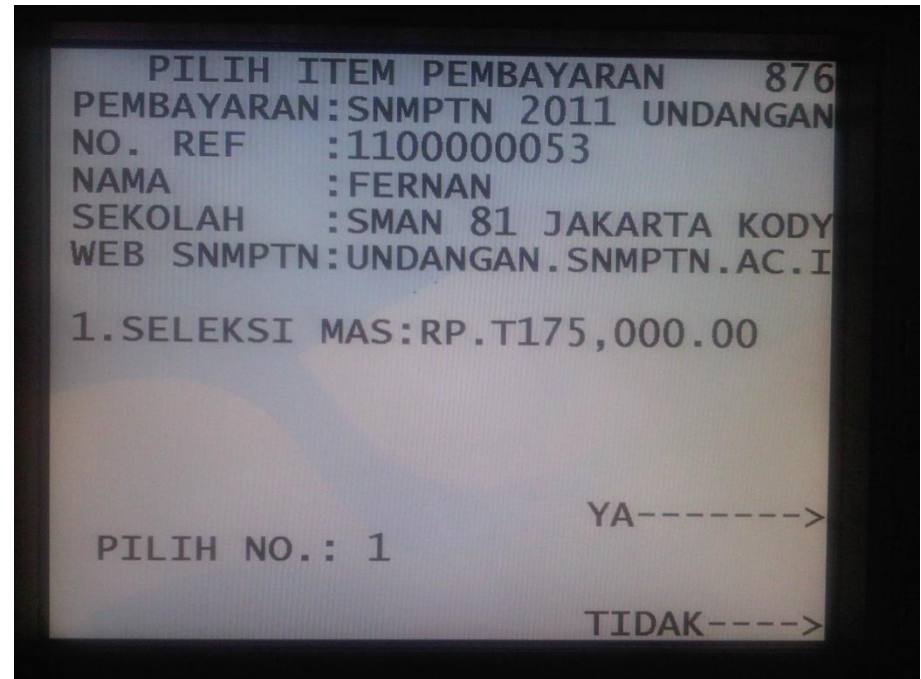 PILIH ITEM PEMBAYARAN 876
PEMBAYARAN:SNMPTN 2011 UNDANGAN
NO. REF :1100000053
NAMA :FERNAN
SEKOLAH :SMAN 81 JAKARTA KODY
WEB SNMPTN:UNDANGAN.SNMPTN.AC.I
1.SELEKSI MAS:RP.T175,000.00
YA------->
PILIH NO.: 1
TIDAK---->